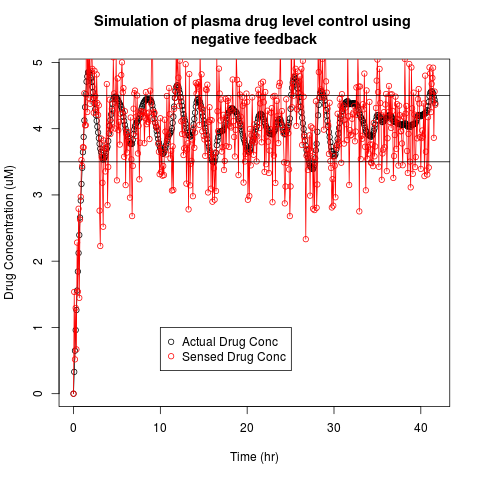 Simulation of plasma drug level control using
negative feedback
Drug Concentration (uM)
5
4
3
2
1
0
Actual Drug Conc
Sensed Drug Conc
0 10 20 30 40
Time (hr)